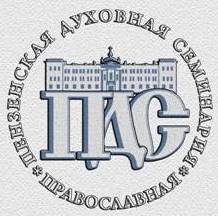 ПЕНЗЕНСКАЯ ДУХОВНАЯ СЕМИНАРИЯ
ПДС
* ПРАВОСЛАВНАЯ *